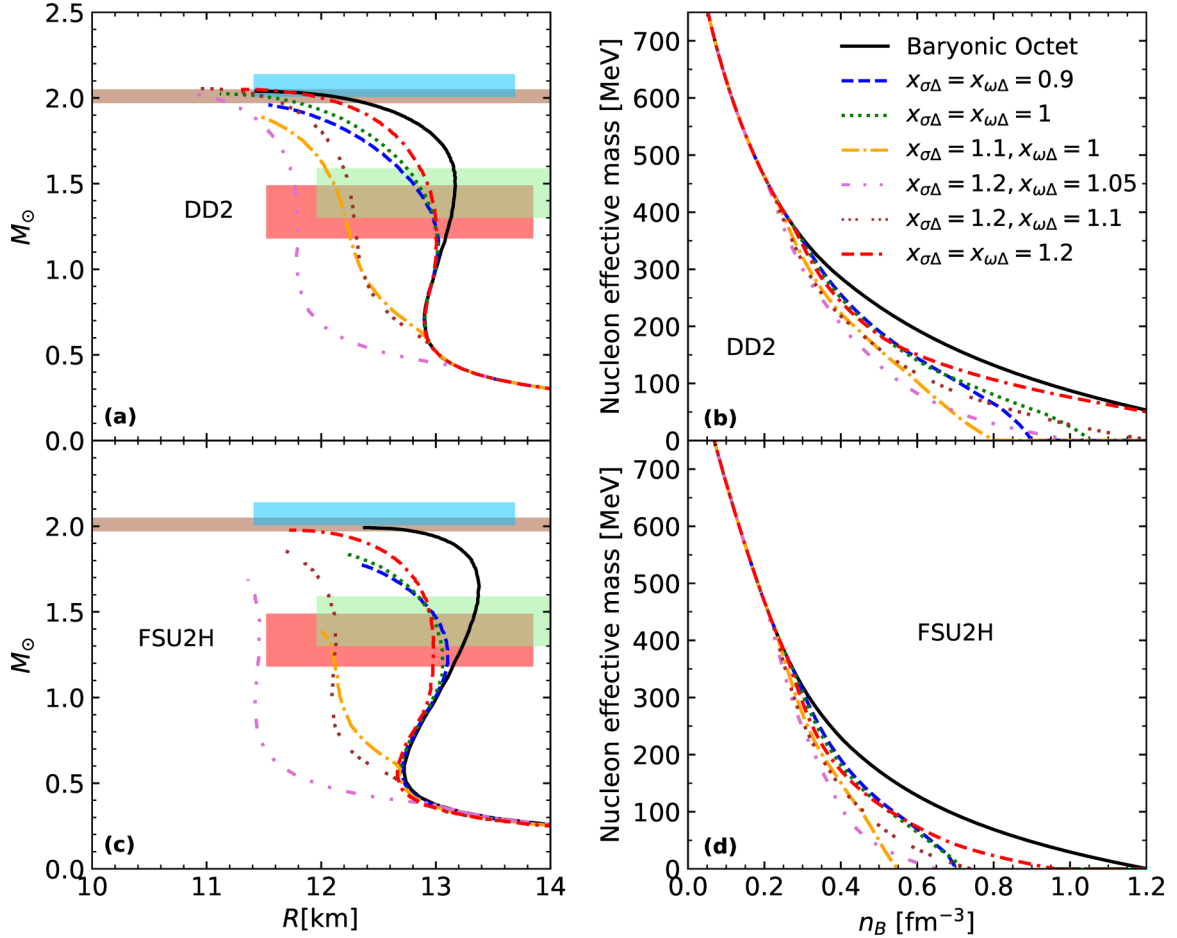 2.5
2.0
1.5
1.0
0.5
0.0
M⊙
DD2
(a)
700
600
500
400
300
200
100
0
Nucleon effective mass [MeV]
Baryonic Octet
xσΔ = xωΔ = 0.9
xσΔ = xωΔ = 1
xσΔ = 1.1, xωΔ = 1
xσΔ = 1.2, xωΔ = 1.05
xσΔ = 1.2, xωΔ = 1.1
xσΔ = xωΔ = 1.2
DD2
(b)
2.5
2.0
1.5
1.0
0.5
0.0
M⊙
FSU2H
(c)
10 11 12 13 14
R[km]
700
600
500
400
300
200
100
0
Nucleon effective mass [MeV]
FSU2H
(d)
0.0 0.2 0.4 0.6 0.8 1.0 1.2
nB [fm⁻³]